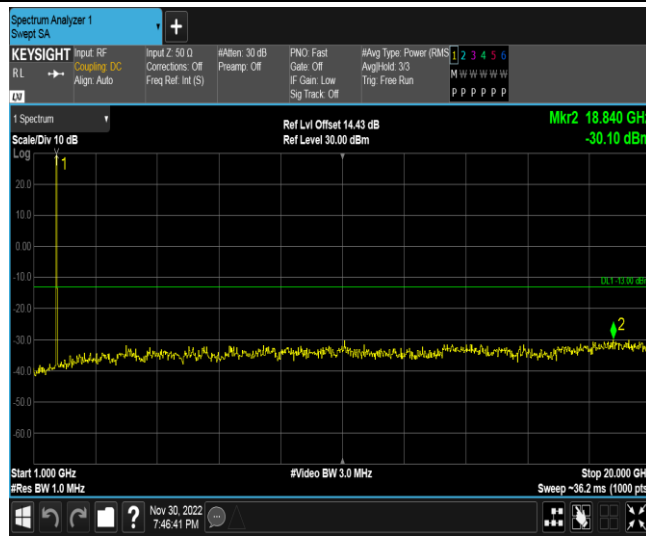 Spectrum Analyzer 1
Swept SA
+
KEYSIGHT
RL
LXI
Input: RF
Coupling: DC
Align: Auto
Input Z: 50 Ω
Corrections: Off
Freq Ref: Int (S)
#Atten: 30 dB
Preamp: Off
PNO: Fast
Gate: Off
IF Gain: Low
Sig Track: Off
#Avg Type: Power (RMS
Avg|Hold: 3/3
Trig: Free Run
1 2 3 4 5 6
M W W W W W
P P P P P P
1 Spectrum
Scale/Div 10 dB
Log
Ref Lvl Offset 14.43 dB
Ref Level 30.00 dBm
Mkr2 18.840 GHz
-30.10 dBm
1
20.0
10.0
0.00
-10.0
DL1 -13.00 dBm
-20.0
2
-30.0
-40.0
-50.0
-60.0
Start 1.000 GHz
#Res BW 1.0 MHz
#Video BW 3.0 MHz
Stop 20.000 GHz
Sweep ~36.2 ms (1000 pts)
?
Nov 30, 2022
7:46:41 PM